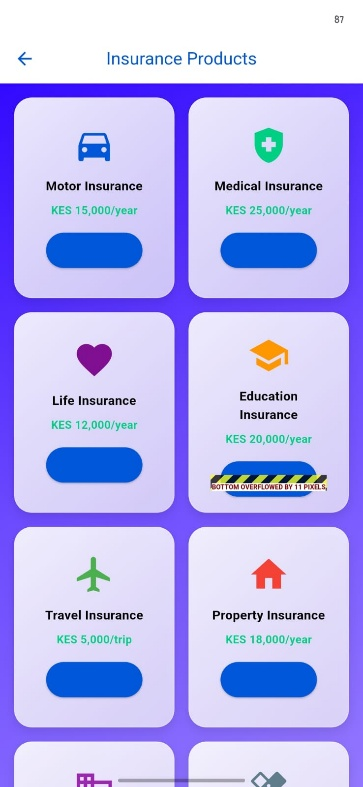 87
Insurance Products
Motor Insurance
KES 15,000/year
Medical Insurance
KES 25,000/year
Life Insurance
KES 12,000/year
Education
Insurance
KES 20,000/year
BOTTOM OVERFLOWED BY 11 PIXELS
Travel Insurance
KES 5,000/trip
Property Insurance
KES 18,000/year